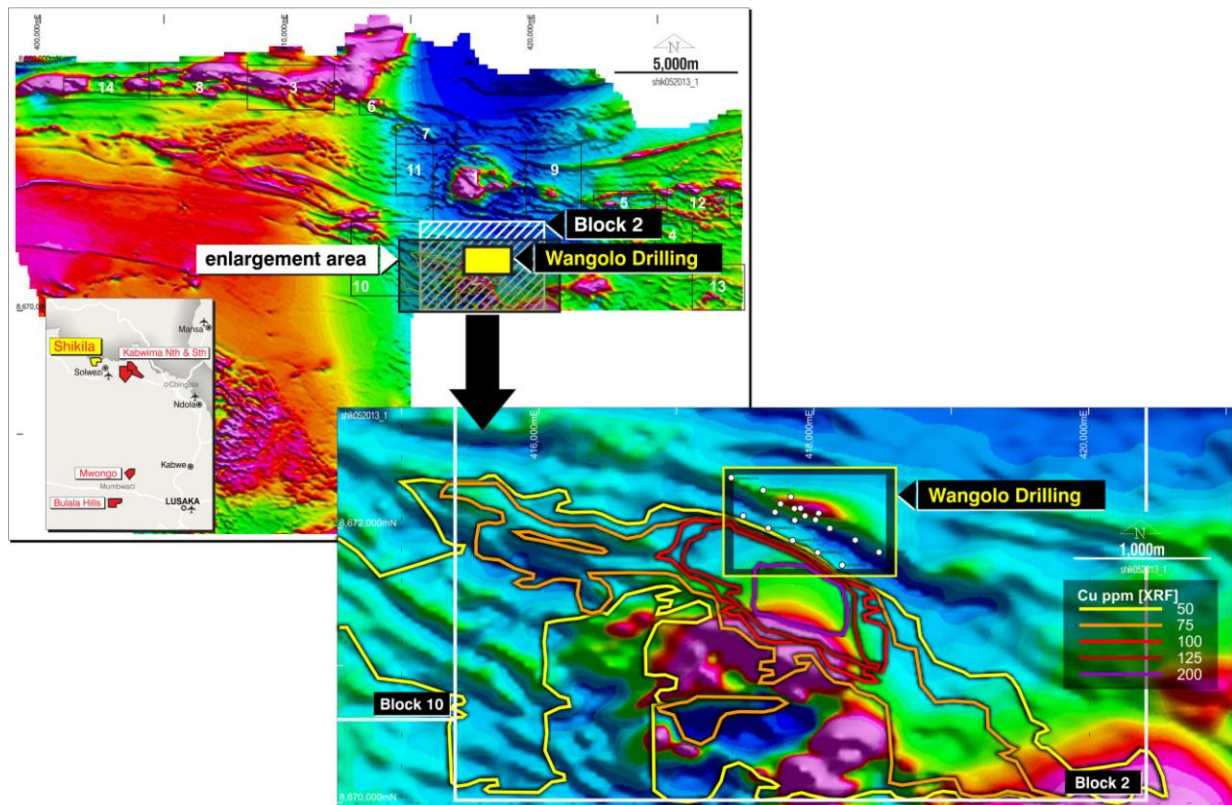 400,000mE
410,000mE
420,000mE
N
5,000m
shik052013_1
8,680,000mN
14
8
3
6
7
11
1
9
5
12
4
Block 2
enlargement area
Wangolo Drilling
10
13
8,670,000mN
Mansa
Shikila
Kabwima Nth & Sth
Solwezi
Chingola
Ndola
Kabwe
Mwongo
Mumbwa
Bulala Hills
LUSAKA
shik052013_1
416,000mE
418,000mE
420,000mE
Wangolo Drilling
8,672,000mN
N
1,000m
shik052013_1
Cu ppm [XRF]
50
75
100
125
200
Block 10
Block 2
8,670,000mN